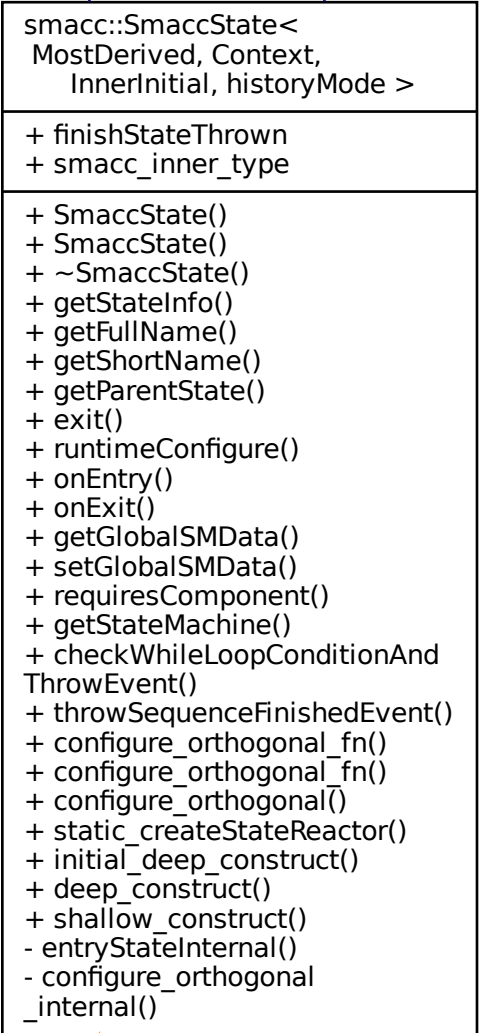 smacc::SmaccState<
MostDerived, Context,
InnerInitial, historyMode >
+ finishStateThrown
+ smacc_inner_type
+ SmaccState()
+ SmaccState()
+ ~SmaccState()
+ getStateInfo()
+ getFullName()
+ getShortName()
+ getParentState()
+ exit()
+ runtimeConfigure()
+ onEntry()
+ onExit()
+ getGlobalSMData()
+ setGlobalSMData()
+ requiresComponent()
+ getStateMachine()
+ checkWhileLoopConditionAnd
ThrowEvent()
+ throwSequenceFinishedEvent()
+ configure_orthogonal_fn()
+ configure_orthogonal_fn()
+ configure_orthogonal()
+ static_createStateReactor()
+ initial_deep_construct()
+ deep_construct()
+ shallow_construct()
- entryStateInternal()
- configure_orthogonal
_internal()